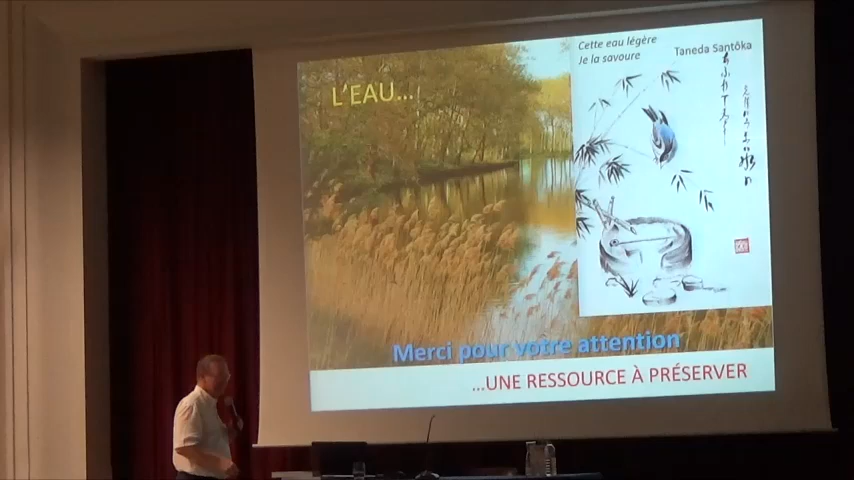 L'EAU...
Cette eau légère
Je la savoure
Taneda Santôka
Merci pour votre attention
...UNE RESSOURCE À PRÉSERVER